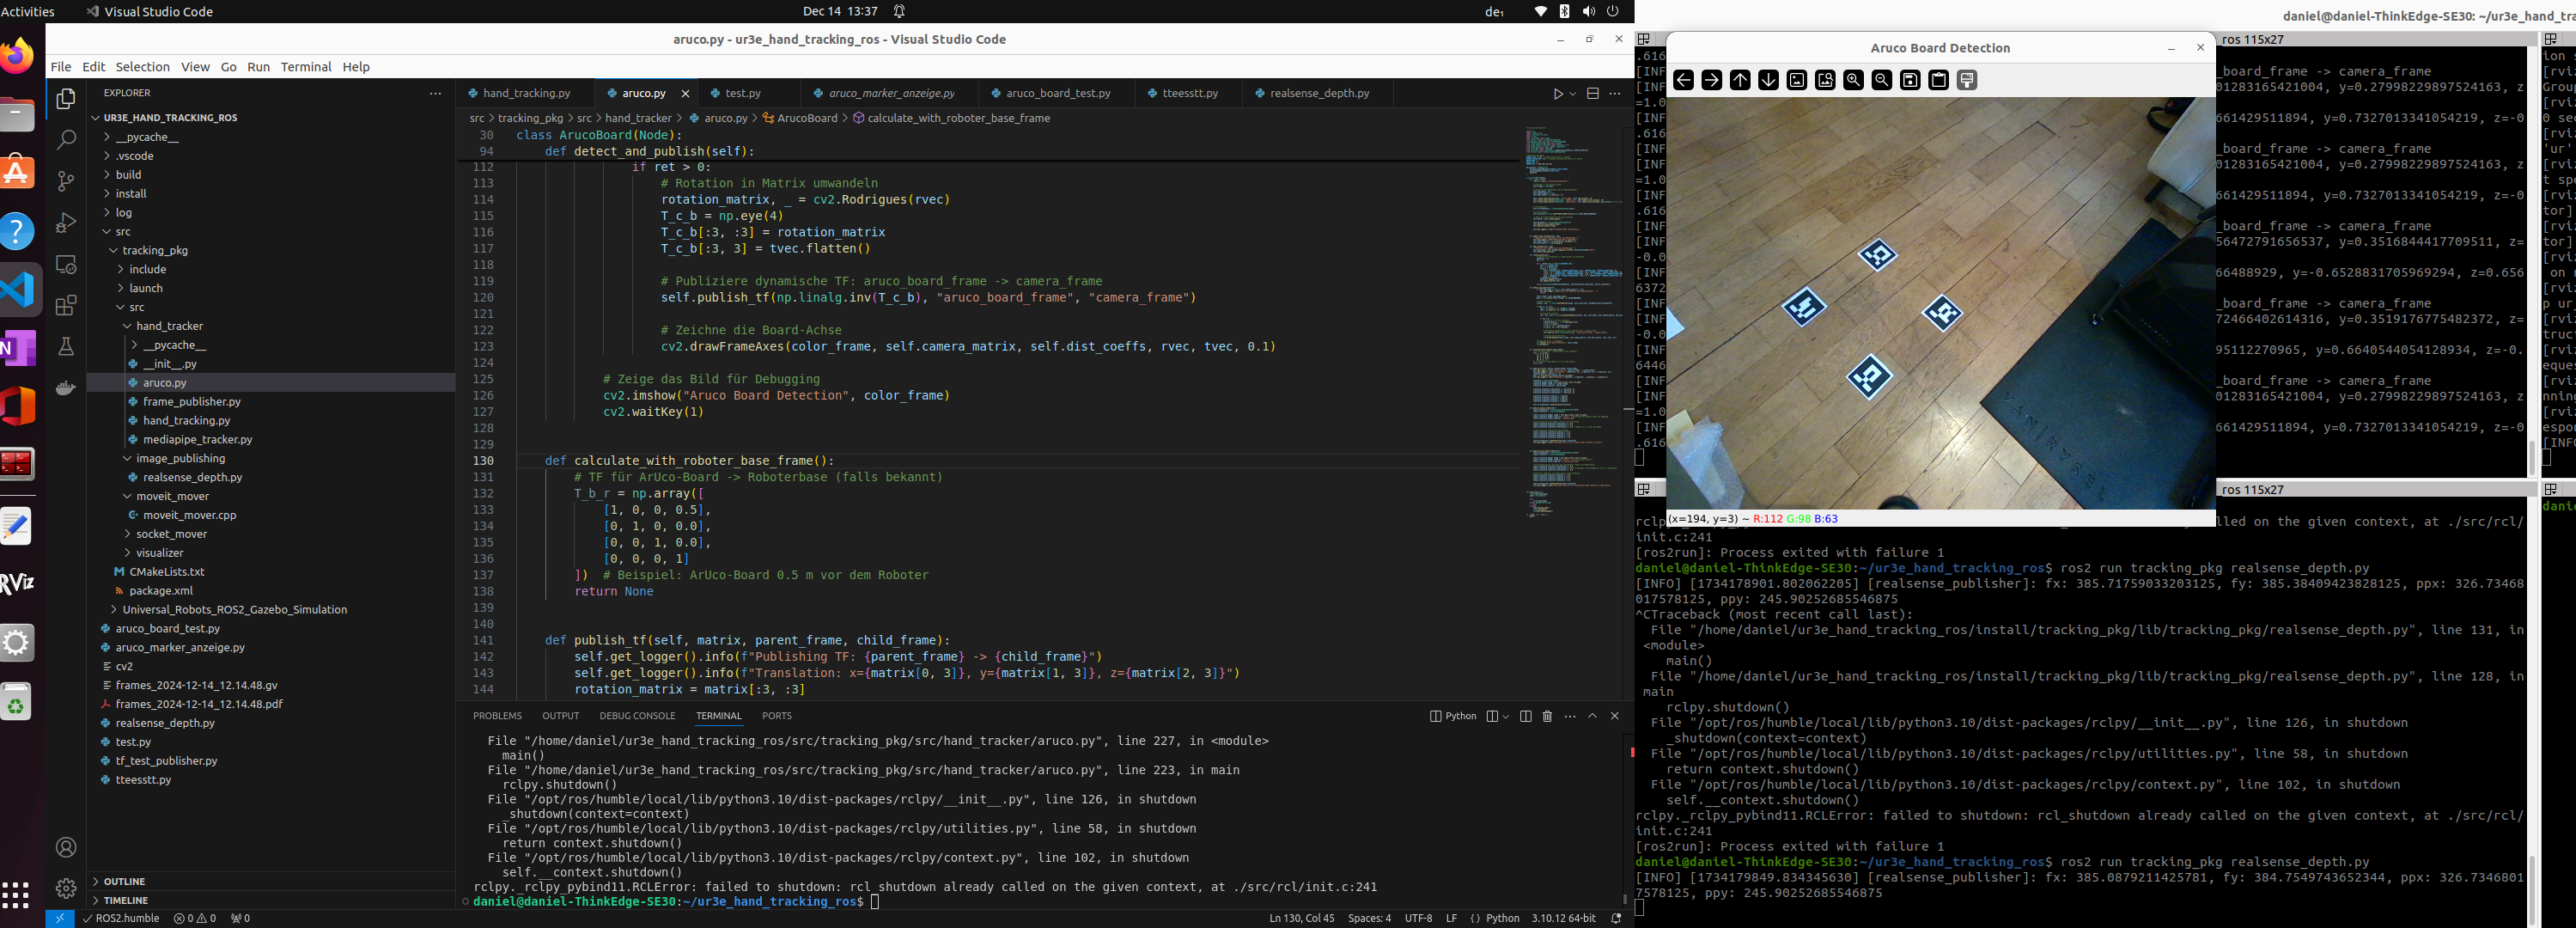 Activities
Visual Studio Code
Dec 14 13:37
de₁
aruco.py - ur3e_hand_tracking_ros - Visual Studio Code
File Edit Selection View Go Run Terminal Help
EXPLORER
UR3E_HAND_TRACKING_ROS
__pycache__
.vscode
build
install
log
src
tracking_pkg
include
launch
src
hand_tracker
__pycache__
__init__.py
aruco.py
frame_publisher.py
hand_tracking.py
mediapipe_tracker.py
image_publishing
realsense_depth.py
moveit_mover
moveit_mover.cpp
socket_mover
visualizer
CMakeLists.txt
package.xml
Universal_Robots_ROS2_Gazebo_Simulation
aruco_board_test.py
aruco_marker_anzeige.py
cv2
frames_2024-12-14_12.14.48.gv
frames_2024-12-14_12.14.48.pdf
realsense_depth.py
test.py
tf_test_publisher.py
tteesstt.py
OUTLINE
TIMELINE
hand_tracking.py aruco.py test.py aruco_marker_anzeige.py aruco_board_test.py tteesstt.py realsense_depth.py
src > tracking_pkg > src > hand_tracker > aruco.py > ArucoBoard > calculate_with_roboter_base_frame
30 class ArucoBoard(Node):
94 def detect_and_publish(self):
112 if ret > 0:
113 # Rotation in Matrix umwandeln
114 rotation_matrix, _ = cv2.Rodrigues(rvec)
115 T_c_b = np.eye(4)
116 T_c_b[:3, :3] = rotation_matrix
117 T_c_b[:3, 3] = tvec.flatten()
118
119 # Publiziere dynamische TF: aruco_board_frame -> camera_frame
120 self.publish_tf(np.linalg.inv(T_c_b), "aruco_board_frame", "camera_frame")
121
122 # Zeichne die Board-Achse
123 cv2.drawFrameAxes(color_frame, self.camera_matrix, self.dist_coeffs, rvec, tvec, 0.1)
124
125 # Zeige das Bild für Debugging
126 cv2.imshow("Aruco Board Detection", color_frame)
127 cv2.waitKey(1)
128
129
130 def calculate_with_roboter_base_frame():
131 # TF für ArUco-Board -> Roboterbase (falls bekannt)
132 T_b_r = np.array([
133 [1, 0, 0, 0.5],
134 [0, 1, 0, 0.0],
135 [0, 0, 1, 0.0],
136 [0, 0, 0, 1]
137 ]) # Beispiel: ArUco-Board 0.5 m vor dem Roboter
138 return None
139
140
141 def publish_tf(self, matrix, parent_frame, child_frame):
142 self.get_logger().info(f"Publishing TF: {parent_frame} -> {child_frame}")
143 self.get_logger().info(f"Translation: x={matrix[0, 3]}, y={matrix[1, 3]}, z={matrix[2, 3]}")
144 rotation_matrix = matrix[:3, :3]
PROBLEMS OUTPUT DEBUG CONSOLE TERMINAL PORTS
Python
File "/home/daniel/ur3e_hand_tracking_ros/src/tracking_pkg/src/hand_tracker/aruco.py", line 227, in <module>
main()
File "/home/daniel/ur3e_hand_tracking_ros/src/tracking_pkg/src/hand_tracker/aruco.py", line 223, in main
rclpy.shutdown()
File "/opt/ros/humble/local/lib/python3.10/dist-packages/rclpy/__init__.py", line 126, in shutdown
_shutdown(context=context)
File "/opt/ros/humble/local/lib/python3.10/dist-packages/rclpy/utilities.py", line 58, in shutdown
return context.shutdown()
File "/opt/ros/humble/local/lib/python3.10/dist-packages/rclpy/context.py", line 102, in shutdown
self.__context.shutdown()
rclpy._rclpy_pybind11.RCLError: failed to shutdown: rcl_shutdown already called on the given context, at ./src/rcl/init.c:241
daniel@daniel-ThinkEdge-SE30:~/ur3e_hand_tracking_ros$
ROS2.humble 0 0 0
Ln 130, Col 45 Spaces: 4 UTF-8 LF Python 3.10.12 64-bit
daniel@daniel-ThinkEdge-SE30: ~/ur3e_hand_tra
Aruco Board Detection
ros 115x27
_board_frame -> camera_frame
01283165421004, y=0.27998229897524163, z
661429511894, y=0.7327013341054219, z=-0
_board_frame -> camera_frame
01283165421004, y=0.27998229897524163, z
661429511894, y=0.7327013341054219, z=-0
_board_frame -> camera_frame
56472791656537, y=0.3516844417709511, z=
66488929, y=-0.6528831705969294, z=0.656
_board_frame -> camera_frame
72466402614316, y=0.3519176775482372, z=
95112270965, y=0.6640544054128934, z=-0.
_board_frame -> camera_frame
01283165421004, y=0.27998229897524163, z
661429511894, y=0.7327013341054219, z=-0
(x=194, y=3) ~ R:112 G:98 B:63
ros 115x27
lled on the given context, at ./src/rcl/
init.c:241
[ros2run]: Process exited with failure 1
daniel@daniel-ThinkEdge-SE30:~/ur3e_hand_tracking_ros$ ros2 run tracking_pkg realsense_depth.py
[INFO] [1734178901.802062205] [realsense_publisher]: fx: 385.71759033203125, fy: 385.38409423828125, ppx: 326.73468
017578125, ppy: 245.90252685546875
^CTraceback (most recent call last):
File "/home/daniel/ur3e_hand_tracking_ros/install/tracking_pkg/lib/tracking_pkg/realsense_depth.py", line 131, in
<module>
main()
File "/home/daniel/ur3e_hand_tracking_ros/install/tracking_pkg/lib/tracking_pkg/realsense_depth.py", line 128, in
main
rclpy.shutdown()
File "/opt/ros/humble/local/lib/python3.10/dist-packages/rclpy/__init__.py", line 126, in shutdown
_shutdown(context=context)
File "/opt/ros/humble/local/lib/python3.10/dist-packages/rclpy/utilities.py", line 58, in shutdown
return context.shutdown()
File "/opt/ros/humble/local/lib/python3.10/dist-packages/rclpy/context.py", line 102, in shutdown
self.__context.shutdown()
rclpy._rclpy_pybind11.RCLError: failed to shutdown: rcl_shutdown already called on the given context, at ./src/rcl/
init.c:241
[ros2run]: Process exited with failure 1
daniel@daniel-ThinkEdge-SE30:~/ur3e_hand_tracking_ros$ ros2 run tracking_pkg realsense_depth.py
[INFO] [1734179849.834345630] [realsense_publisher]: fx: 385.0879211425781, fy: 384.7549743652344, ppx: 326.7346801
7578125, ppy: 245.90252685546875